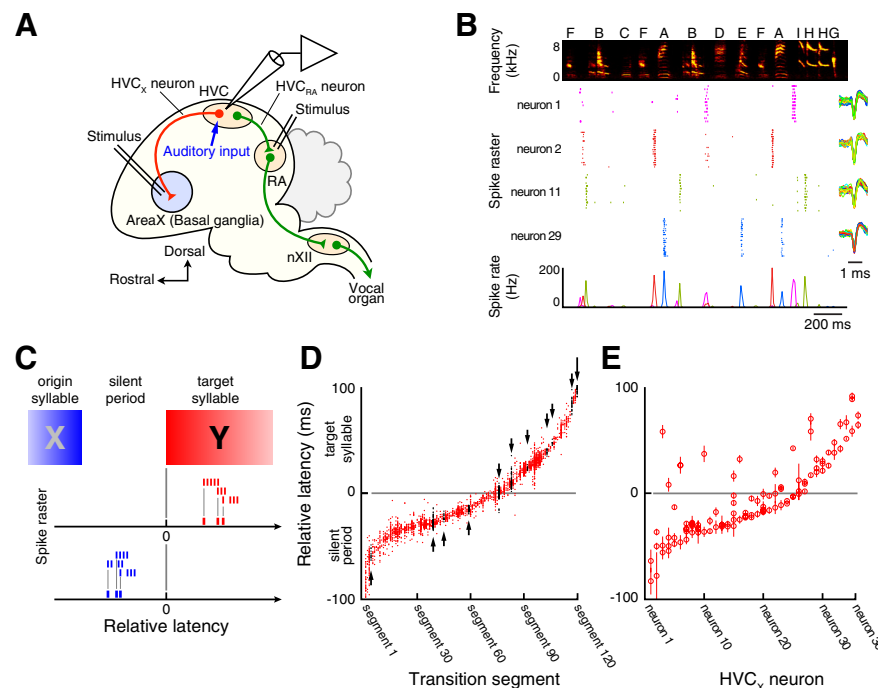 A
HVCX neuron
HVC
HVCRA neuron
Stimulus
Stimulus
Auditory input
RA
AreaX (Basal ganglia)
Dorsal
Rostral
nXII
Vocal
organ
B
F B C F A B D E F A I H H G
Frequency
(kHz)
8
0
neuron 1
neuron 2
neuron 11
neuron 29
Spike raster
1 ms
Spike rate
(Hz)
200
0
200 ms
C
origin
syllable
silent
period
target
syllable
X
Y
Spike raster
0
0
Relative latency
D
Relative latency (ms)
target
syllable
silent
period
100
0
-100
segment 1
segment 30
segment 60
segment 90
segment 120
Transition segment
E
100
0
-100
neuron 1
neuron 10
neuron 20
neuron 30
HVCX neuron